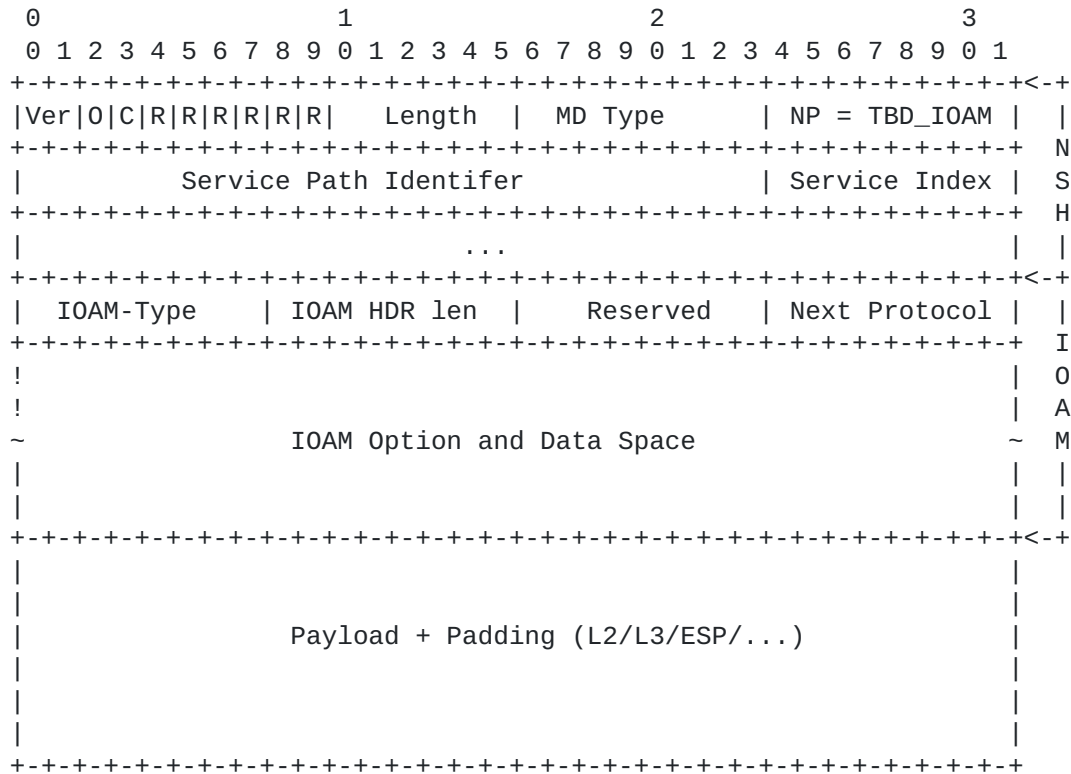 0                   1                   2                   3
 0 1 2 3 4 5 6 7 8 9 0 1 2 3 4 5 6 7 8 9 0 1 2 3 4 5 6 7 8 9 0 1
+-+-+-+-+-+-+-+-+-+-+-+-+-+-+-+-+-+-+-+-+-+-+-+-+-+-+-+-+-+-+-+-+<-+
|Ver|O|C|R|R|R|R|R|R|   Length  |  MD Type      | NP = TBD_IOAM |  |
+-+-+-+-+-+-+-+-+-+-+-+-+-+-+-+-+-+-+-+-+-+-+-+-+-+-+-+-+-+-+-+-+  N
|          Service Path Identifer               | Service Index |  S
+-+-+-+-+-+-+-+-+-+-+-+-+-+-+-+-+-+-+-+-+-+-+-+-+-+-+-+-+-+-+-+-+  H
|                            ...                                |  |
+-+-+-+-+-+-+-+-+-+-+-+-+-+-+-+-+-+-+-+-+-+-+-+-+-+-+-+-+-+-+-+-+<-+
|  IOAM-Type    | IOAM HDR len  |    Reserved   | Next Protocol |  |
+-+-+-+-+-+-+-+-+-+-+-+-+-+-+-+-+-+-+-+-+-+-+-+-+-+-+-+-+-+-+-+-+  I
!                                                               |  O
!                                                               |  A
~                 IOAM Option and Data Space                    ~  M
|                                                               |  |
|                                                               |  |
+-+-+-+-+-+-+-+-+-+-+-+-+-+-+-+-+-+-+-+-+-+-+-+-+-+-+-+-+-+-+-+-+<-+
|                                                               |
|                                                               |
|                 Payload + Padding (L2/L3/ESP/...)             |
|                                                               |
|                                                               |
|                                                               |
+-+-+-+-+-+-+-+-+-+-+-+-+-+-+-+-+-+-+-+-+-+-+-+-+-+-+-+-+-+-+-+-+